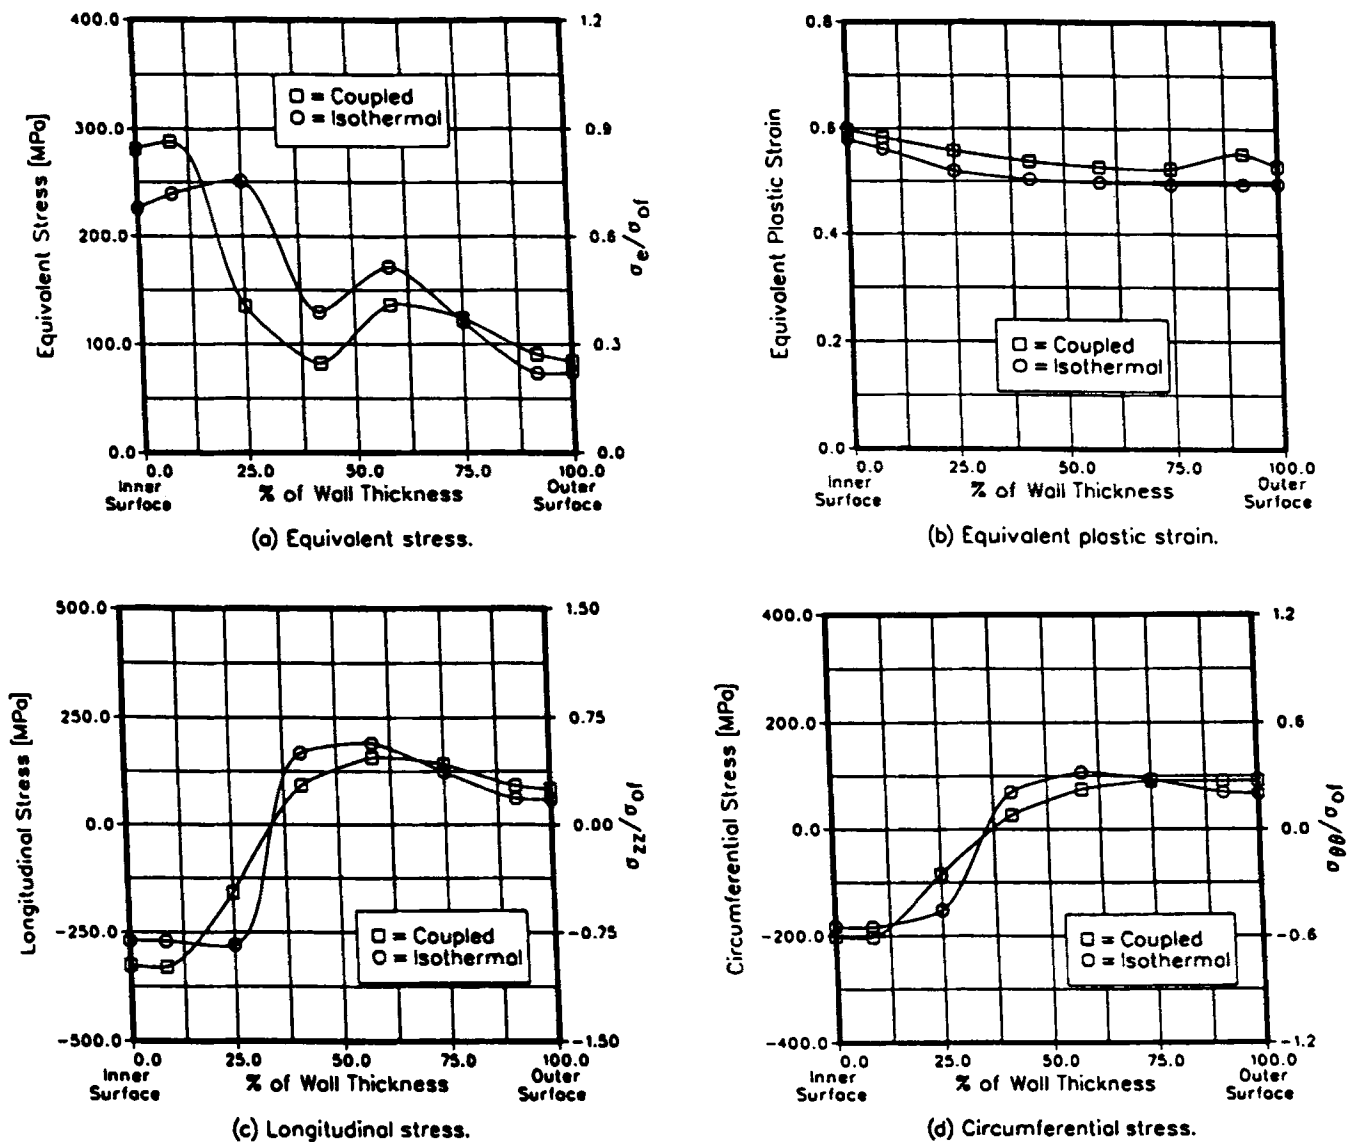 400.0
300.0
200.0
100.0
0.0
Equivalent Stress [MPa]
□ = Coupled
○ = Isothermal
1.2
0.9
0.6
0.3
0.0
σe/σof
0.0
25.0
50.0
75.0
100.0
Inner
Surface
% of Wall Thickness
Outer
Surface
(a) Equivalent stress.
0.8
0.6
0.4
0.2
0.0
Equivalent Plastic Strain
□ = Coupled
○ = Isothermal
0.0
25.0
50.0
75.0
100.0
Inner
Surface
% of Wall Thickness
Outer
Surface
(b) Equivalent plastic strain.
500.0
250.0
0.0
-250.0
-500.0
Longitudinal Stress [MPa]
□ = Coupled
○ = Isothermal
1.50
0.75
0.00
-0.75
-1.50
σzz/σof
0.0
25.0
50.0
75.0
100.0
Inner
Surface
% of Wall Thickness
Outer
Surface
(c) Longitudinal stress.
400.0
200.0
0.0
-200.0
-400.0
Circumferential Stress [MPa]
□ = Coupled
○ = Isothermal
1.2
0.6
0.0
-0.6
-1.2
σθθ/σof
0.0
25.0
50.0
75.0
100.0
Inner
Surface
% of Wall Thickness
Outer
Surface
(d) Circumferential stress.